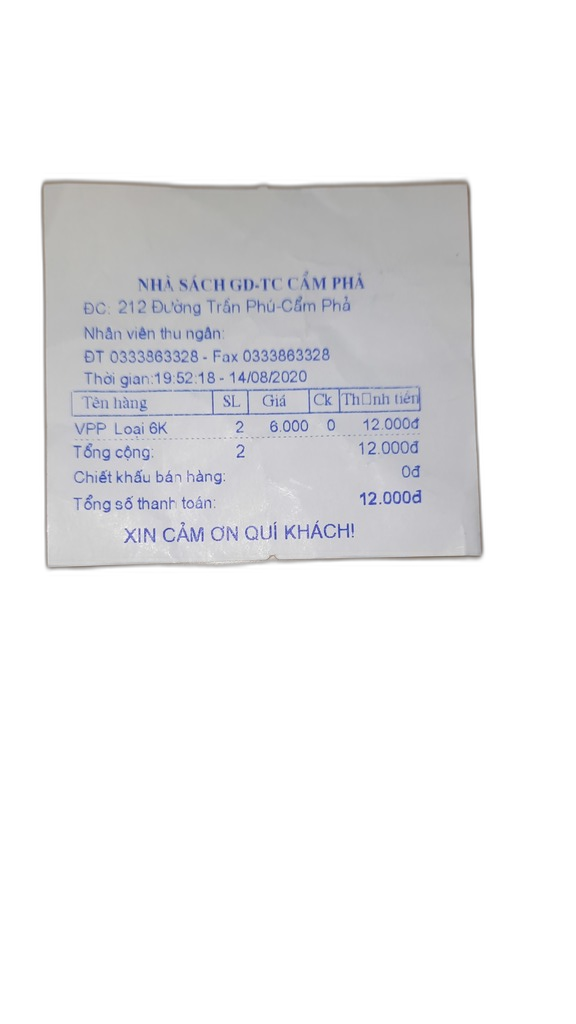 NHÀ SÁCH GD-TC CẨM PHẢ
ĐC: 212 Đường Trần Phú-Cẩm Phả
Nhân viên thu ngân:
ĐT 0333863328 - Fax 0333863328
Thời gian:19:52:18 - 14/08/2020
Tên hàng SL Giá Ck Th□nh tiền
VPP Loại 6K 2 6.000 0 12.000đ
Tổng cộng: 2 12.000đ
Chiết khấu bán hàng: 0đ
Tổng số thanh toán: 12.000đ
XIN CẢM ƠN QUÍ KHÁCH!